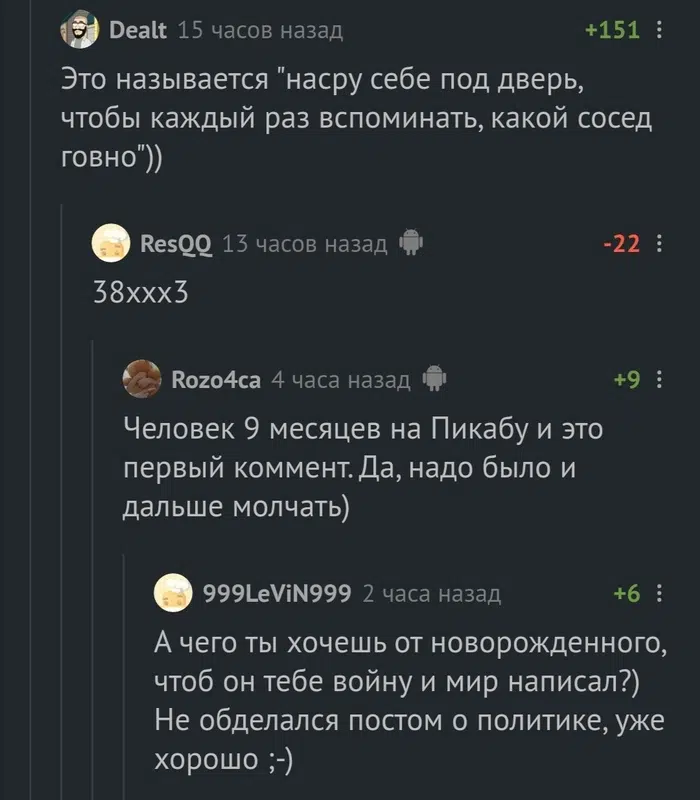 Dealt 15 часов назад +151
Это называется "насру себе под дверь,
чтобы каждый раз вспоминать, какой сосед
говно"))
ResQQ 13 часов назад -22
38ххх3
Rozo4ca 4 часа назад +9
Человек 9 месяцев на Пикабу и это
первый коммент. Да, надо было и
дальше молчать)
999LeViN999 2 часа назад +6
А чего ты хочешь от новорожденного,
чтоб он тебе войну и мир написал?)
Не обделался постом о политике, уже
хорошо ;-)